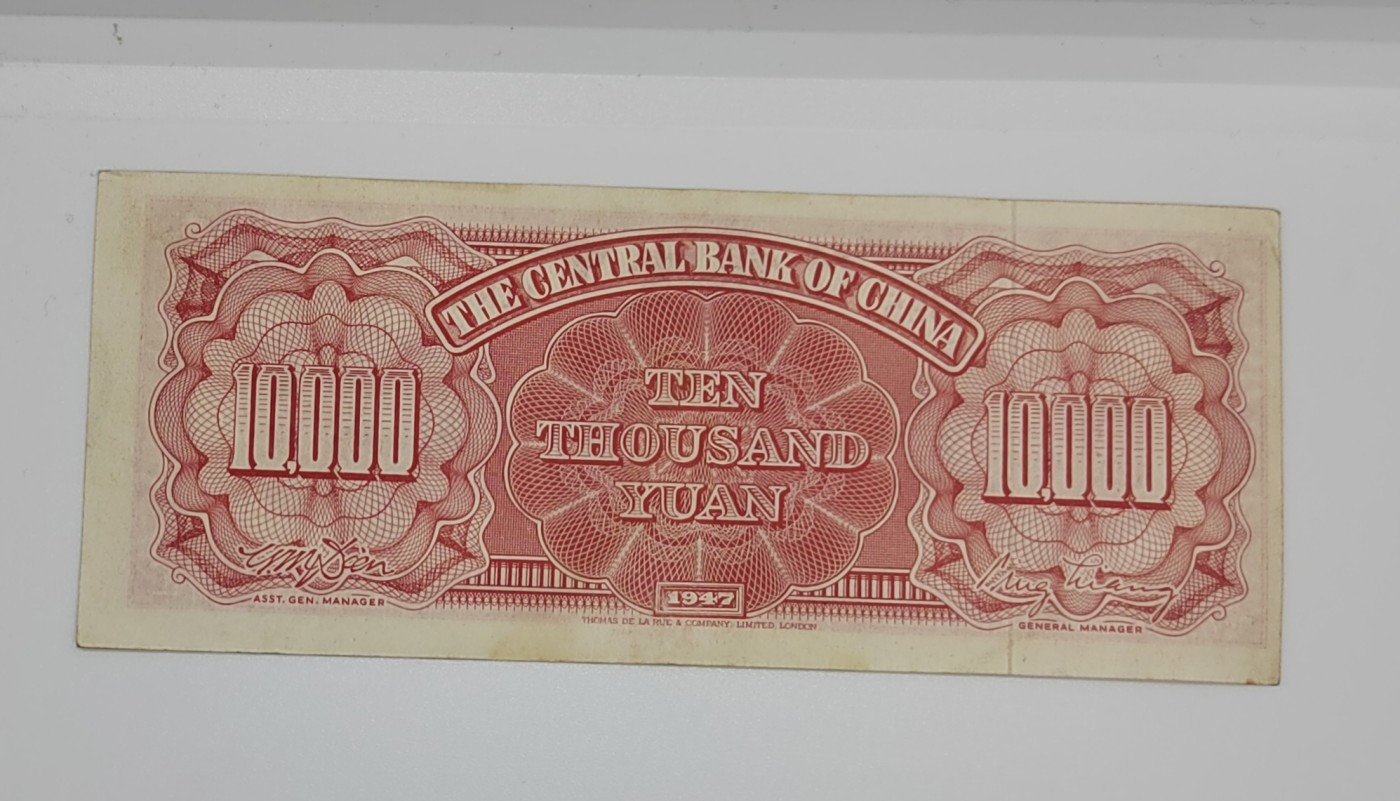 THE CENTRAL BANK OF CHINA
10,000
TEN
THOUSAND
YUAN
10,000
ASST. GEN. MANAGER
1947
GENERAL MANAGER
THOMAS DE LA RUE & COMPANY, LIMITED, LONDON.